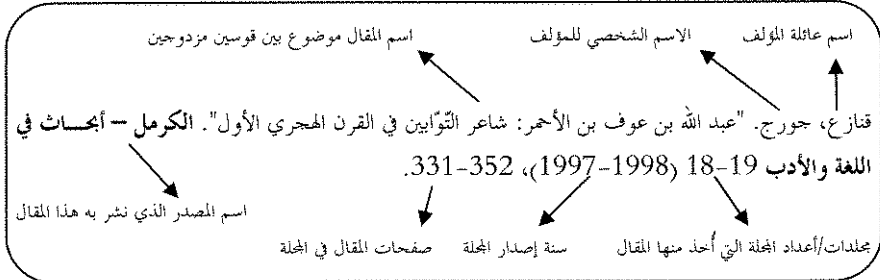 اسم عائلة المؤلف الاسم الشخصي للمؤلف اسم المقال موضوع بين قوسين مزدوجين
قنازع، جورج. "عبد الله بن عوف بن الأحمر: شاعر التّوّابين في القرن الهجري الأول". الكرمل – أبحــاث في
اللغة والأدب 19-18 (1998-1997)، 352-331.
اسم المصدر الذي نشر به هذا المقال
مجلدات/أعداد المجلة التي أُخذ منها المقال سنة إصدار المجلة صفحات المقال في المجلة